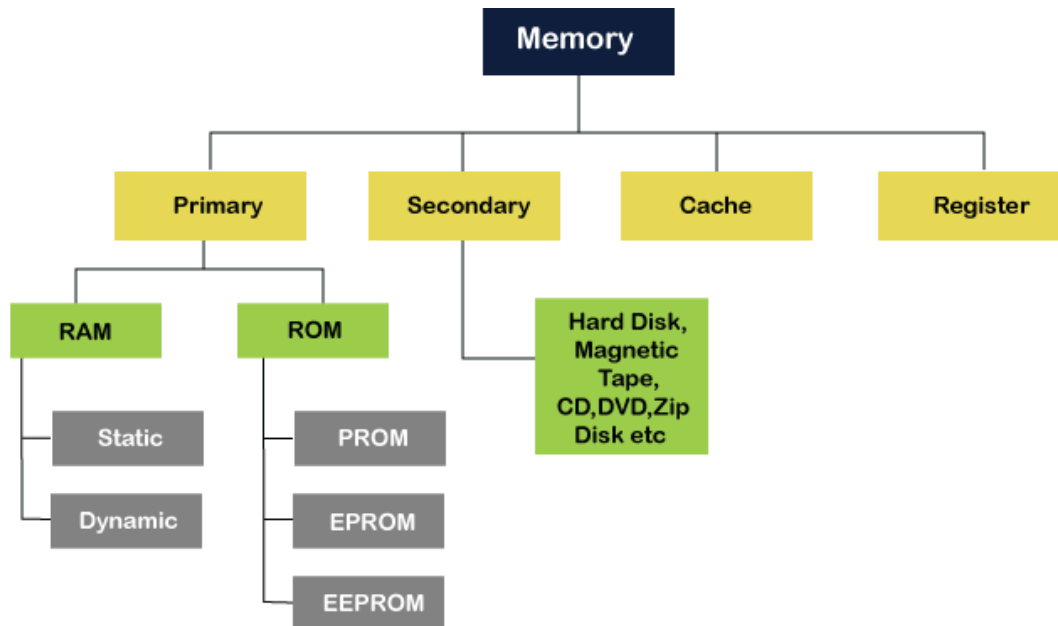 Memory
Primary
Secondary
Cache
Register
RAM
ROM
Hard Disk,
Magnetic
Tape,
CD,DVD,Zip
Disk etc
Static
PROM
Dynamic
EPROM
EEPROM